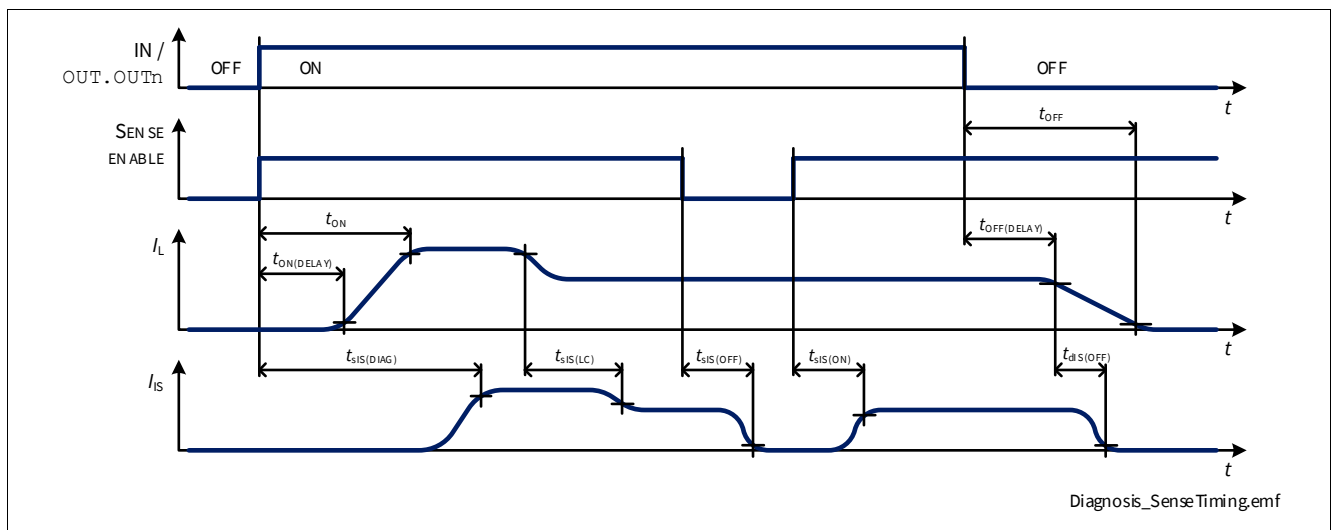 IN /
OUT.OUTn
OFF
ON
OFF
t
SENSE
ENABLE
tOFF
t
IL
tON
tON(DELAY)
tOFF(DELAY)
t
IIS
tsIS(DIAG)
tsIS(LC)
tsIS(OFF)
tsIS(ON)
tdIS(OFF)
t
Diagnosis_SenseTiming.emf